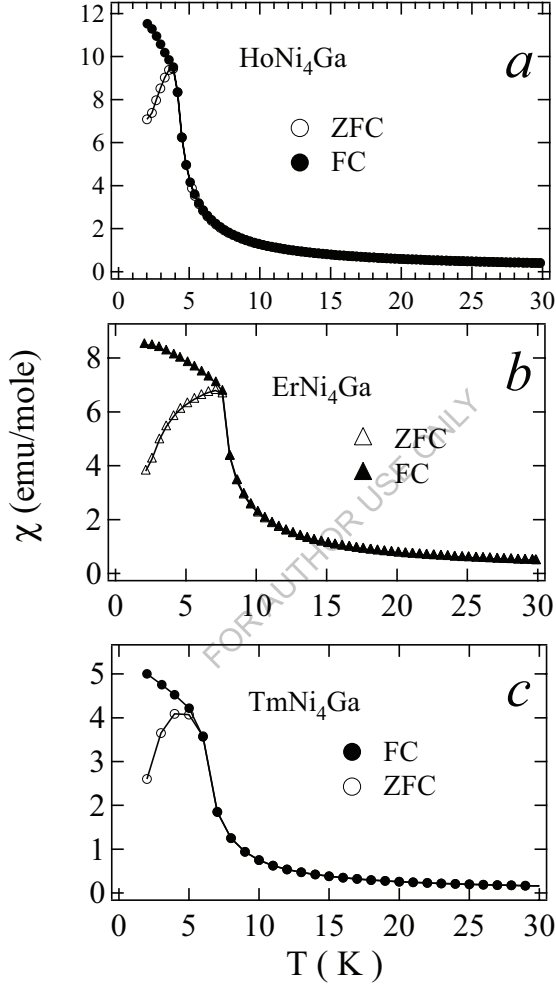 12
10
8
6
4
2
0
HoNi₄Ga
a
ZFC
FC
0 5 10 15 20 25 30
χ (emu/mole)
8
6
4
2
0
ErNi₄Ga
b
ZFC
FC
0 5 10 15 20 25 30
FOR AUTHOR USE ONLY
5
4
3
2
1
0
TmNi₄Ga
c
FC
ZFC
0 5 10 15 20 25 30
T ( K )